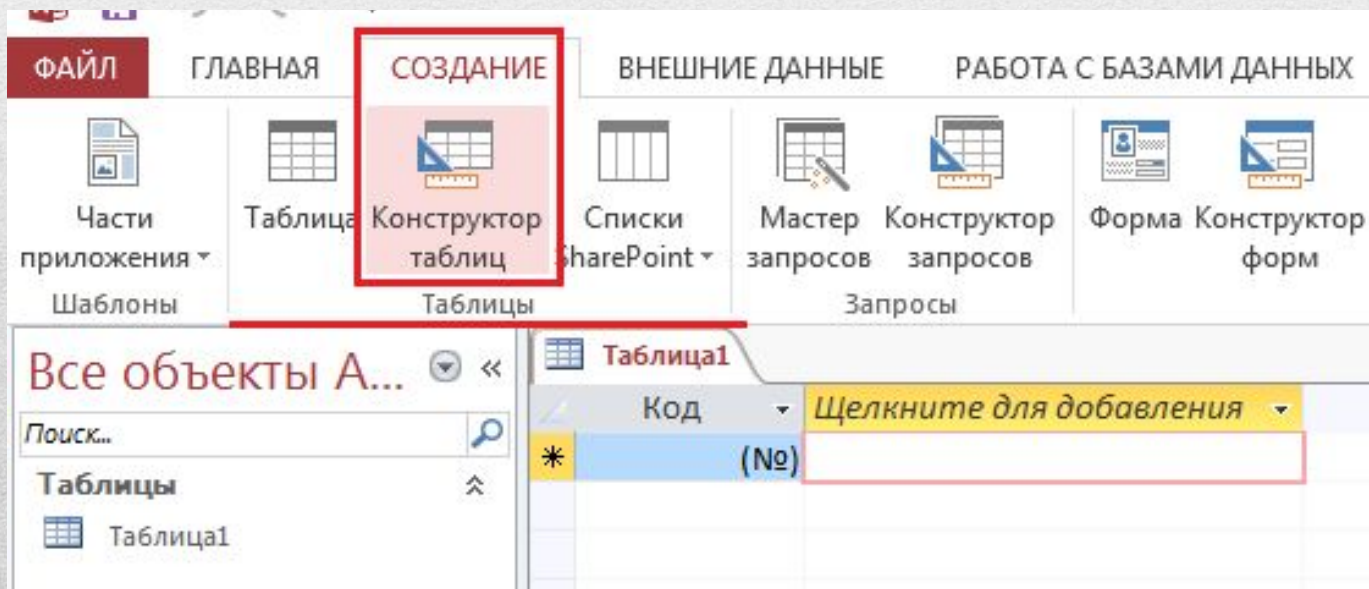 ФАЙЛ ГЛАВНАЯ СОЗДАНИЕ ВНЕШНИЕ ДАННЫЕ РАБОТА С БАЗАМИ ДАННЫХ
Части приложения
Таблица
Конструктор таблиц
Списки SharePoint
Мастер запросов
Конструктор запросов
Форма
Конструктор форм
Шаблоны Таблицы Запросы
Все объекты A...
Поиск...
Таблицы
Таблица1
Таблица1
Код Щелкните для добавления
(№)